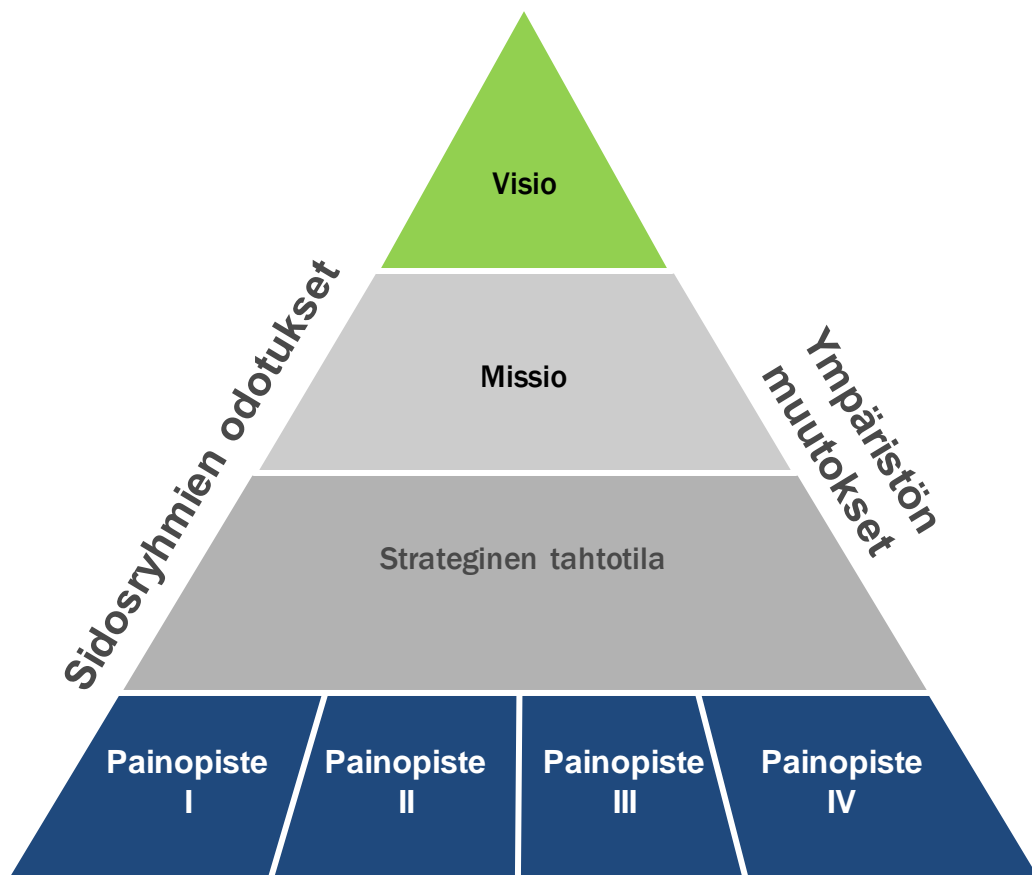 Visio
Sidosryhmien odotukset
Missio
Ympäristön
muutokset
Strateginen tahtotila
Painopiste
I
Painopiste
II
Painopiste
III
Painopiste
IV